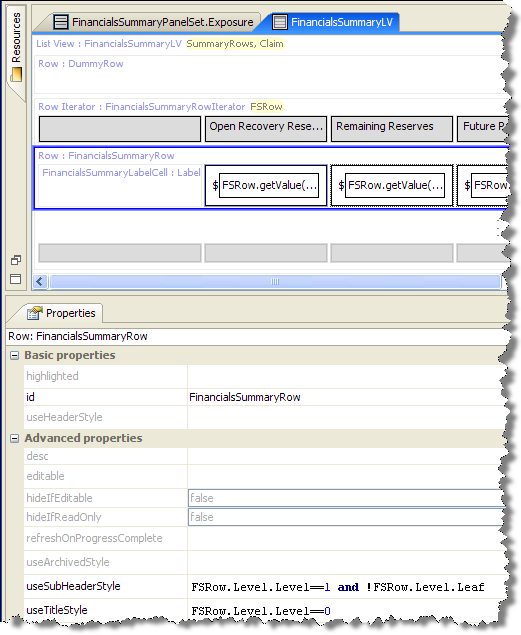 Resources
FinancialsSummaryPanelSet.Exposure FinancialsSummaryLV
List View : FinancialsSummaryLV SummaryRows, Claim
Row : DummyRow
Row Iterator : FinancialsSummaryRowIterator FSRow
Open Recovery Rese... Remaining Reserves Future P
Row : FinancialsSummaryRow
FinancialsSummaryLabelCell : Label $ FSRow.getValue(... $ FSRow.getValue(... $ FSRow.
Properties
Row: FinancialsSummaryRow
Basic properties
highlighted
id FinancialsSummaryRow
useHeaderStyle
Advanced properties
desc
editable
hideIfEditable false
hideIfReadOnly false
refreshOnProgressComplete
useArchivedStyle
useSubHeaderStyle FSRow.Level.Level==1 and !FSRow.Level.Leaf
useTitleStyle FSRow.Level.Level==0